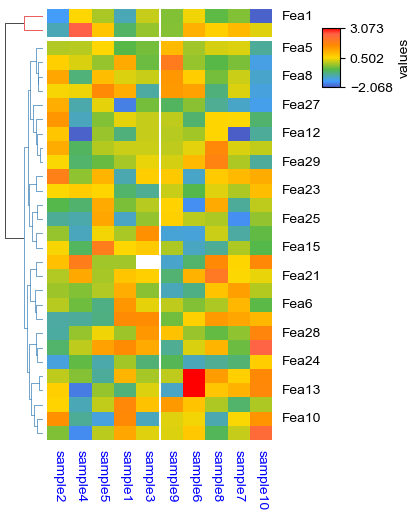 Fea1
Fea5
Fea8
Fea27
Fea12
Fea29
Fea23
Fea25
Fea15
Fea21
Fea6
Fea28
Fea24
Fea13
Fea10
3.073
0.502
−2.068
values
sample2
sample4
sample5
sample1
sample3
sample9
sample6
sample8
sample7
sample10